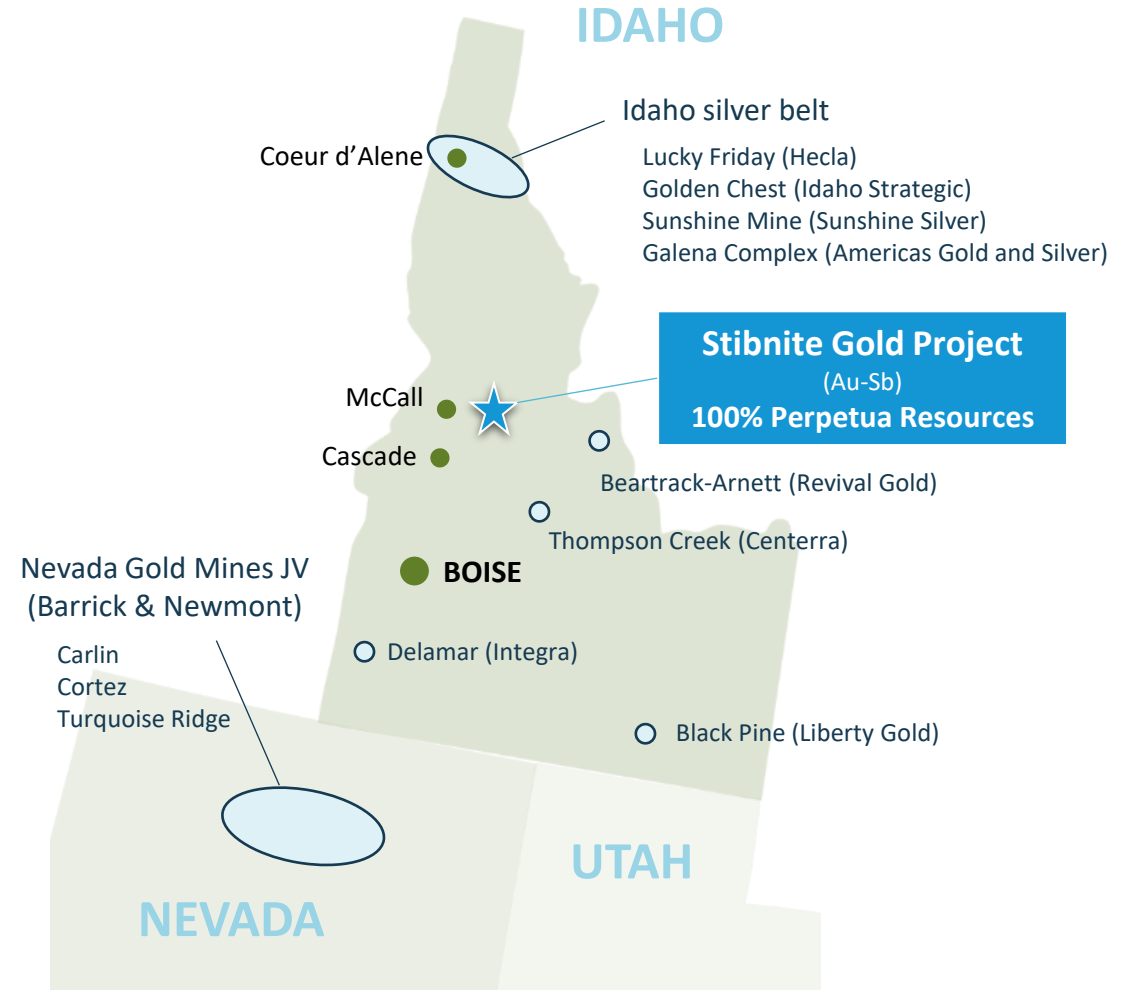 IDAHO
Idaho silver belt
Coeur d’Alene
Lucky Friday (Hecla)
Golden Chest (Idaho Strategic)
Sunshine Mine (Sunshine Silver)
Galena Complex (Americas Gold and Silver)
Stibnite Gold Project
(Au-Sb)
100% Perpetua Resources
McCall
Cascade
Beartrack-Arnett (Revival Gold)
Thompson Creek (Centerra)
BOISE
Nevada Gold Mines JV
(Barrick & Newmont)
Carlin
Cortez
Turquoise Ridge
Delamar (Integra)
Black Pine (Liberty Gold)
UTAH
NEVADA